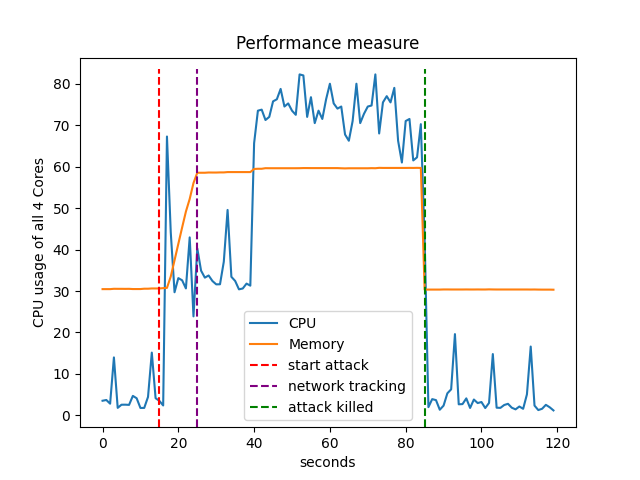 Performance measure
CPU usage of all 4 Cores
80
70
60
50
40
30
20
10
0
CPU
Memory
start attack
network tracking
attack killed
0 20 40 60 80 100 120
seconds